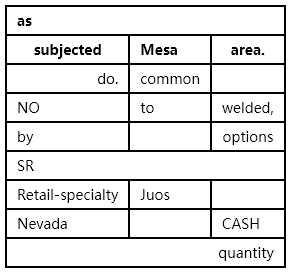 as
subjected Mesa area.
do. common
NO to welded,
by options
SR
Retail-specialty Juos
Nevada CASH
quantity